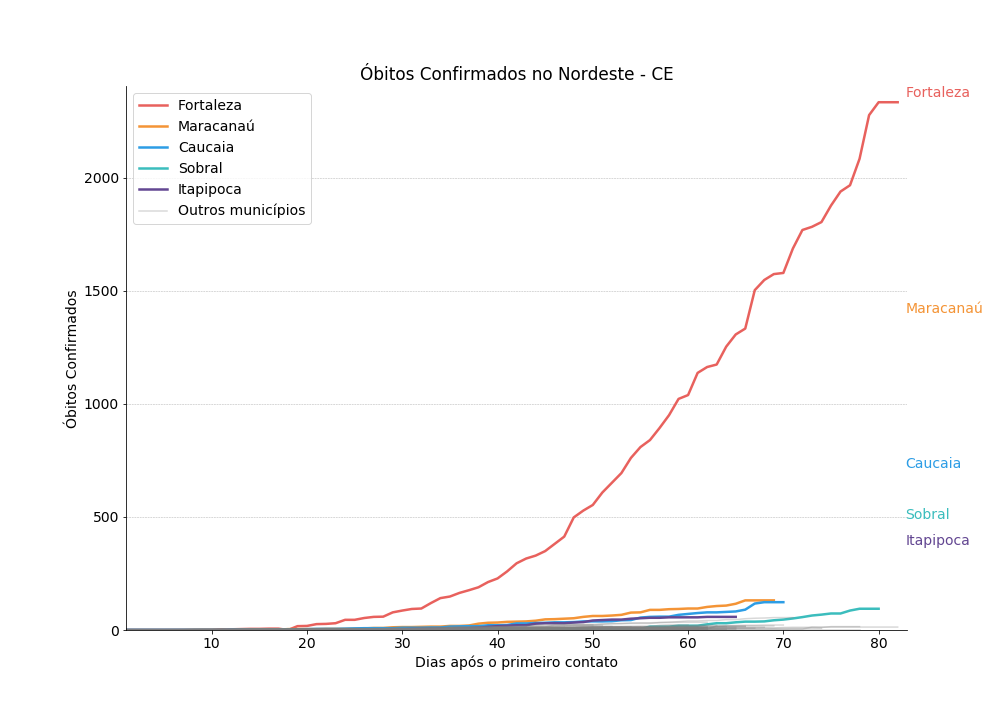 Óbitos Confirmados no Nordeste - CE
Fortaleza
Maracanaú
Caucaia
Sobral
Itapipoca
Outros municípios
Fortaleza
Maracanaú
Caucaia
Sobral
Itapipoca
2000
1500
1000
500
0
Óbitos Confirmados
10 20 30 40 50 60 70 80
Dias após o primeiro contato